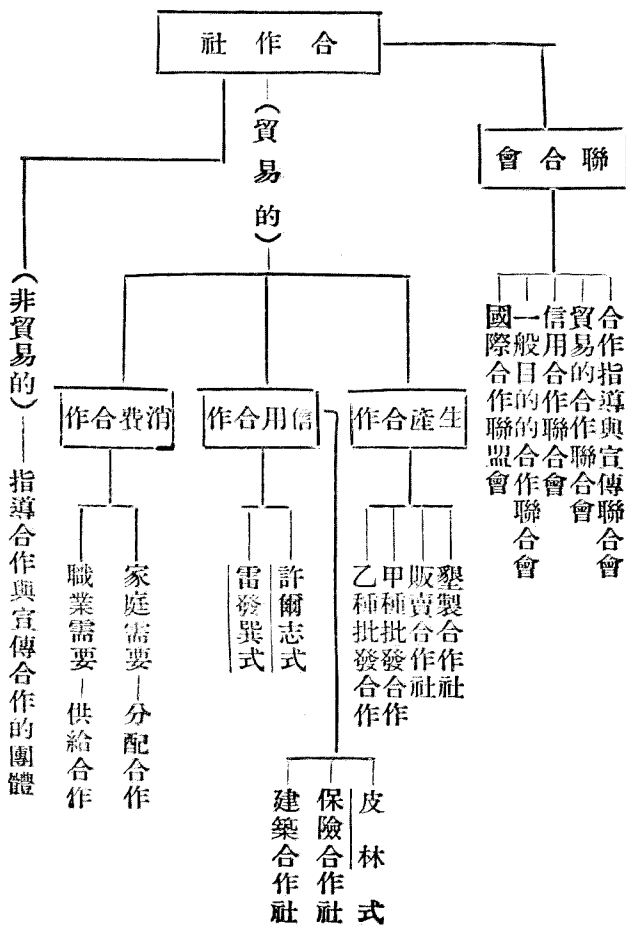 合作社
聯合會
合作指導與宣傳聯合會
貿易的合作聯合會
信用合作聯合會
一般目的的合作聯合會
國際合作聯盟會
(貿易的)
生產合作
墾製合作社
販賣合作社
甲種批發合作
乙種批發合作
信用合作
許爾志式
雷發巽式
皮林式
保險合作社
建築合作社
消費合作
家庭需要—分配合作
職業需要—供給合作
(非貿易的)—指導合作與宣傳合作的團體